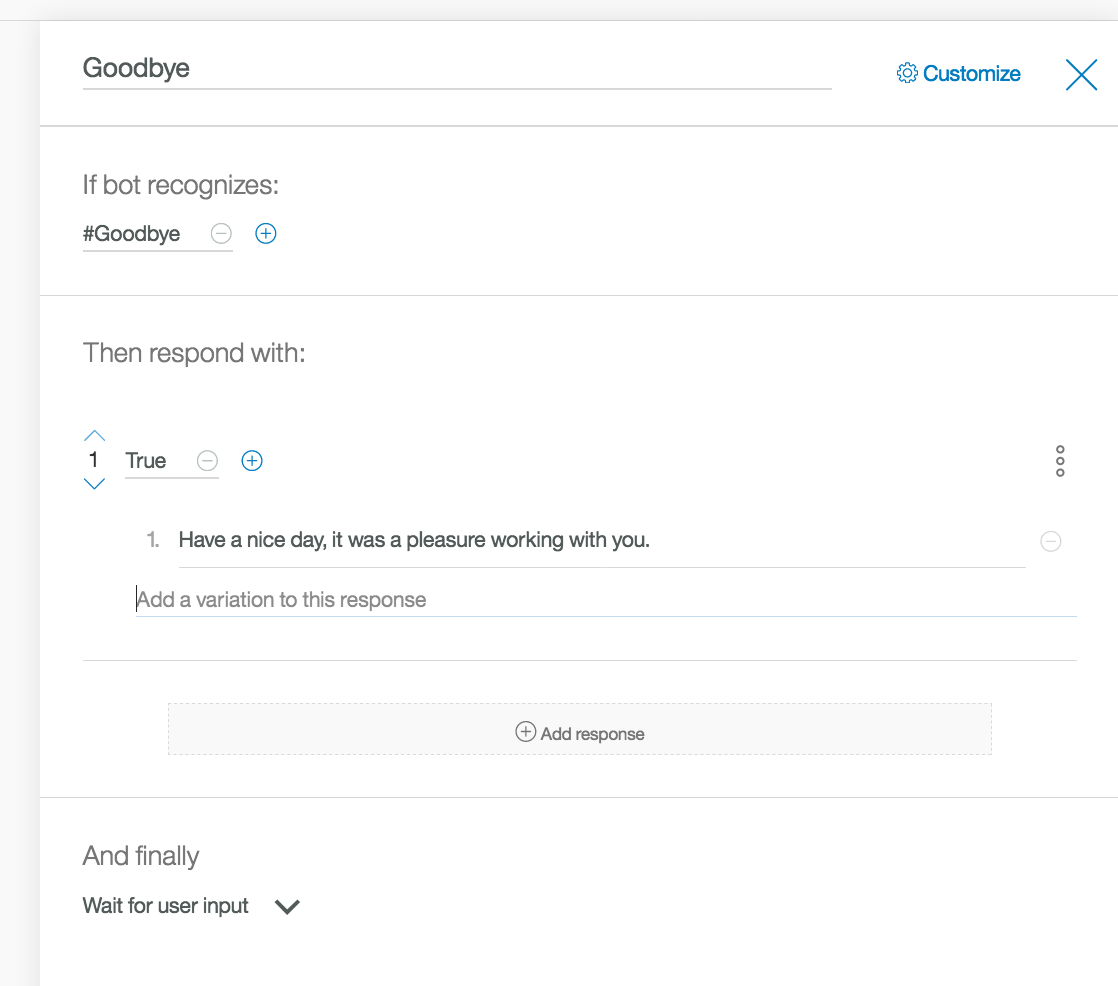 Goodbye
Customize
If bot recognizes:
#Goodbye
Then respond with:
1 True
1. Have a nice day, it was a pleasure working with you.
Add a variation to this response
Add response
And finally
Wait for user input